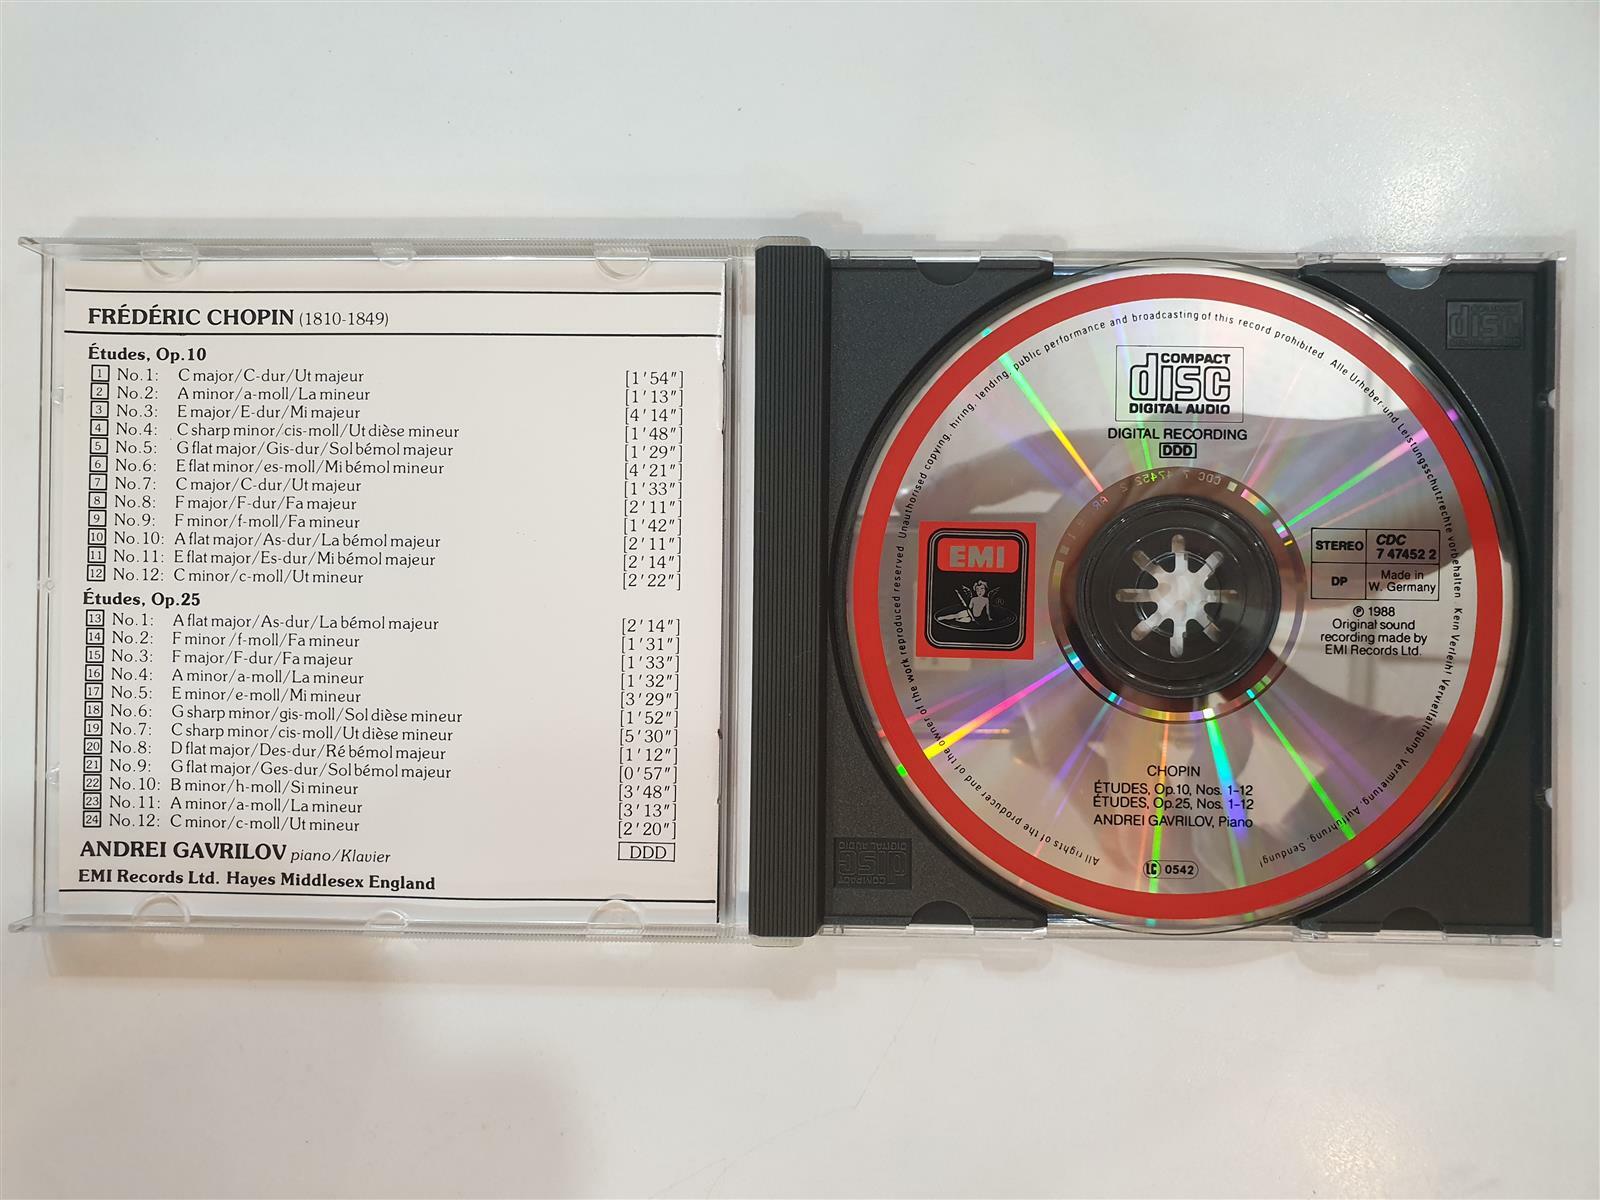 FRÉDÉRIC CHOPIN (1810-1849)
Études, Op.10
1 No.1: C major/C-dur/Ut majeur [1'54"]
2 No.2: A minor/a-moll/La mineur [1'13"]
3 No.3: E major/E-dur/Mi majeur [4'14"]
4 No.4: C sharp minor/cis-moll/Ut dièse mineur [1'48"]
5 No.5: G flat major/Gis-dur/Sol bémol majeur [1'29"]
6 No.6: E flat minor/es-moll/Mi bémol mineur [4'21"]
7 No.7: C major/C-dur/Ut majeur [1'33"]
8 No.8: F major/F-dur/Fa majeur [2'11"]
9 No.9: F minor/f-moll/Fa mineur [1'42"]
10 No.10: A flat major/As-dur/La bémol majeur [2'11"]
11 No.11: E flat major/Es-dur/Mi bémol majeur [2'14"]
12 No.12: C minor/c-moll/Ut mineur [2'22"]
Études, Op.25
13 No.1: A flat major/As-dur/La bémol majeur [2'14"]
14 No.2: F minor/f-moll/Fa mineur [1'31"]
15 No.3: F major/F-dur/Fa majeur [1'33"]
16 No.4: A minor/a-moll/La mineur [1'32"]
17 No.5: E minor/e-moll/Mi mineur [3'29"]
18 No.6: G sharp minor/gis-moll/Sol dièse mineur [1'52"]
19 No.7: C sharp minor/cis-moll/Ut dièse mineur [5'30"]
20 No.8: D flat major/Des-dur/Ré bémol majeur [1'12"]
21 No.9: G flat major/Ges-dur/Sol bémol majeur [0'57"]
22 No.10: B minor/h-moll/Si mineur [3'48"]
23 No.11: A minor/a-moll/La mineur [3'13"]
24 No.12: C minor/c-moll/Ut mineur [2'20"]
ANDREI GAVRILOV piano/Klavier DDD
EMI Records Ltd. Hayes Middlesex England
All rights of the producer and of the owner of the work reproduced reserved Unauthorised copying, hiring, lending, public performance and broadcasting of this record prohibited Alle Urheber-und Leistungsschutzrechte vorbehalten Kein Verleih! Vervielfältigung, Vermietung, Aufführung, Sendung!
COMPACT
disc
DIGITAL AUDIO
DIGITAL RECORDING
DDD
CDC 7 47452 2
EMI
®
STEREO CDC
7 47452 2
DP Made in
W. Germany
℗ 1988
Original sound
recording made by
EMI Records Ltd.
CHOPIN
ÉTUDES, Op.10, Nos. 1-12
ÉTUDES, Op.25, Nos. 1-12
ANDREI GAVRILOV, Piano
LC 0542
disc
COMPACT
disc
DIGITAL AUDIO